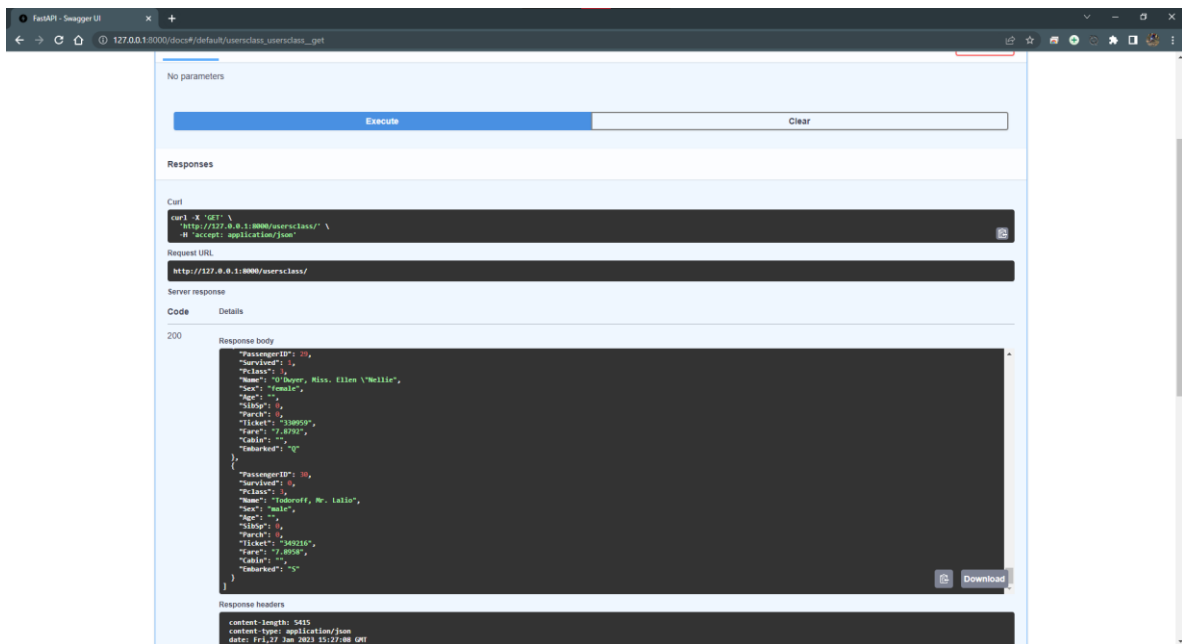 FastAPI - Swagger UI
127.0.0.1:8000/docs#/default/usersclass_usersclass__get
No parameters
Execute
Clear
Responses
Curl
curl -X 'GET' \
'http://127.0.0.1:8000/usersclass/' \
-H 'accept: application/json'
Request URL
http://127.0.0.1:8000/usersclass/
Server response
Code Details
200
Response body
"PassengerID": 29,
"Survived": 1,
"Pclass": 3,
"Name": "O'Dwyer, Miss. Ellen \"Nellie",
"Sex": "female",
"Age": "",
"SibSp": 0,
"Parch": 0,
"Ticket": "330959",
"Fare": "7.8792",
"Cabin": "",
"Embarked": "Q"
},
{
"PassengerID": 30,
"Survived": 0,
"Pclass": 3,
"Name": "Todoroff, Mr. Lalio",
"Sex": "male",
"Age": "",
"SibSp": 0,
"Parch": 0,
"Ticket": "349216",
"Fare": "7.8958",
"Cabin": "",
"Embarked": "S"
}
]
Download
Response headers
content-length: 5415
content-type: application/json
date: Fri,27 Jan 2023 15:27:08 GMT